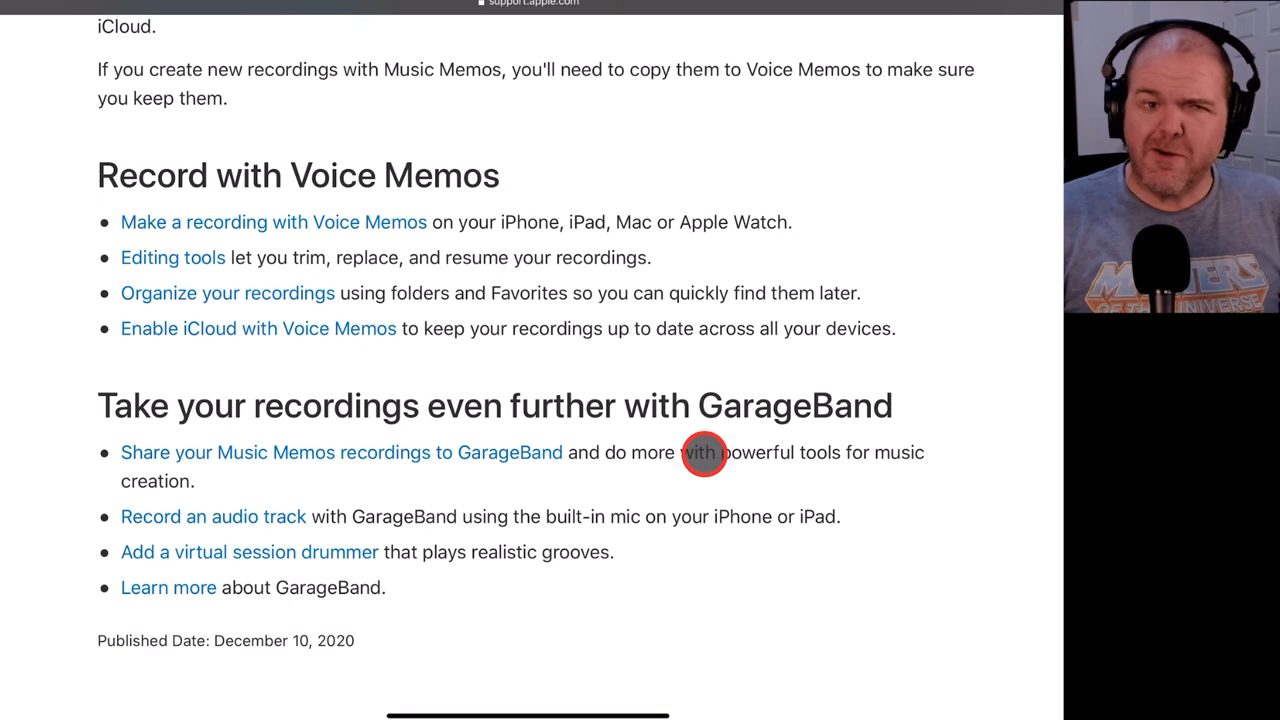 support.apple.com
iCloud.
If you create new recordings with Music Memos, you'll need to copy them to Voice Memos to make sure
you keep them.
Record with Voice Memos
● Make a recording with Voice Memos on your iPhone, iPad, Mac or Apple Watch.
● Editing tools let you trim, replace, and resume your recordings.
● Organize your recordings using folders and Favorites so you can quickly find them later.
● Enable iCloud with Voice Memos to keep your recordings up to date across all your devices.
Take your recordings even further with GarageBand
● Share your Music Memos recordings to GarageBand and do more with powerful tools for music
creation.
● Record an audio track with GarageBand using the built-in mic on your iPhone or iPad.
● Add a virtual session drummer that plays realistic grooves.
● Learn more about GarageBand.
Published Date: December 10, 2020
MASTERS
OF THE UNIVERSE